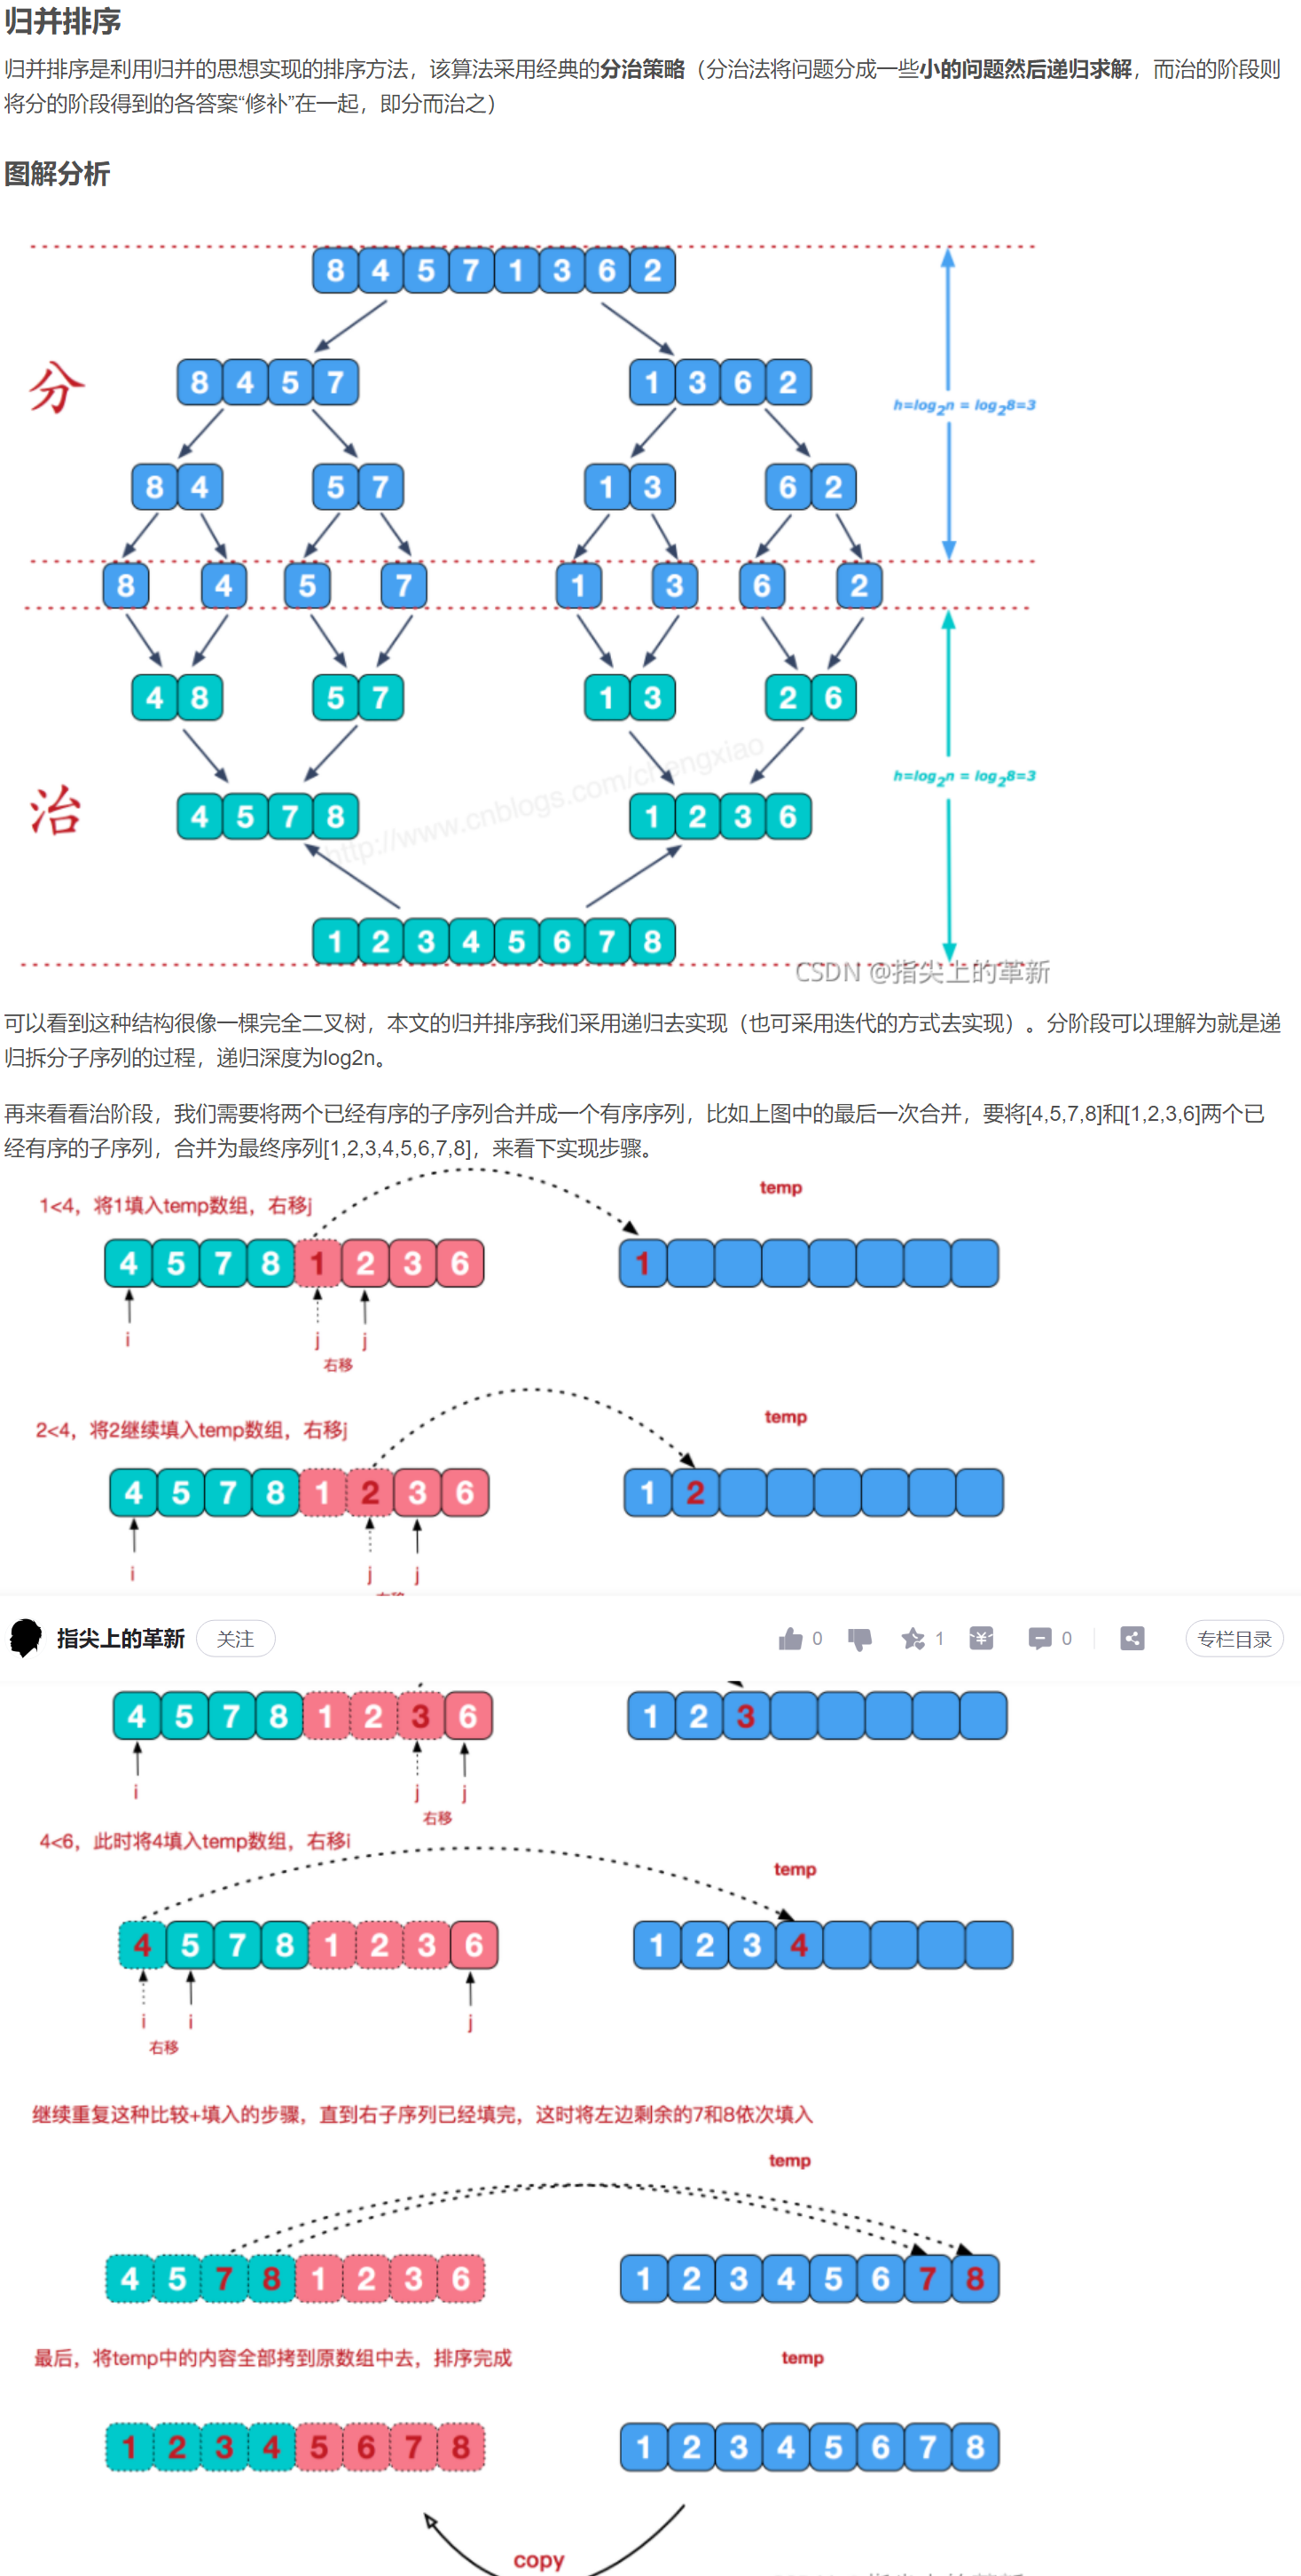 归并排序
归并排序是利用归并的思想实现的排序方法，该算法采用经典的分治策略（分治法将问题分成一些小的问题然后递归求解，而治的阶段则
将分的阶段得到的各答案“修补”在一起，即分而治之）
图解分析
8 4 5 7 1 3 6 2
分
8 4 5 7 1 3 6 2
h=log2n = log28=3
8 4 5 7 1 3 6 2
8 4 5 7 1 3 6 2
4 8 5 7 1 3 2 6
http://www.cnblogs.com/chengxiao
h=log2n = log28=3
治
4 5 7 8 1 2 3 6
1 2 3 4 5 6 7 8
CSDN @指尖上的革新
可以看到这种结构很像一棵完全二叉树，本文的归并排序我们采用递归去实现（也可采用迭代的方式去实现）。分阶段可以理解为就是递
归拆分子序列的过程，递归深度为log2n。
再来看看治阶段，我们需要将两个已经有序的子序列合并成一个有序序列，比如上图中的最后一次合并，要将[4,5,7,8]和[1,2,3,6]两个已
经有序的子序列，合并为最终序列[1,2,3,4,5,6,7,8]，来看下实现步骤。
temp
1<4，将1填入temp数组，右移j
4 5 7 8 1 2 3 6 1
i j j
右移
temp
2<4，将2继续填入temp数组，右移j
4 5 7 8 1 2 3 6 1 2
i j j
指尖上的革新 关注 0 1 0 专栏目录
4 5 7 8 1 2 3 6 1 2 3
i j j
右移
4<6，此时将4填入temp数组，右移i
temp
4 5 7 8 1 2 3 6 1 2 3 4
i i j
右移
继续重复这种比较+填入的步骤，直到右子序列已经填完，这时将左边剩余的7和8依次填入
temp
4 5 7 8 1 2 3 6 1 2 3 4 5 6 7 8
最后，将temp中的内容全部拷到原数组中去，排序完成 temp
1 2 3 4 5 6 7 8 1 2 3 4 5 6 7 8
copy